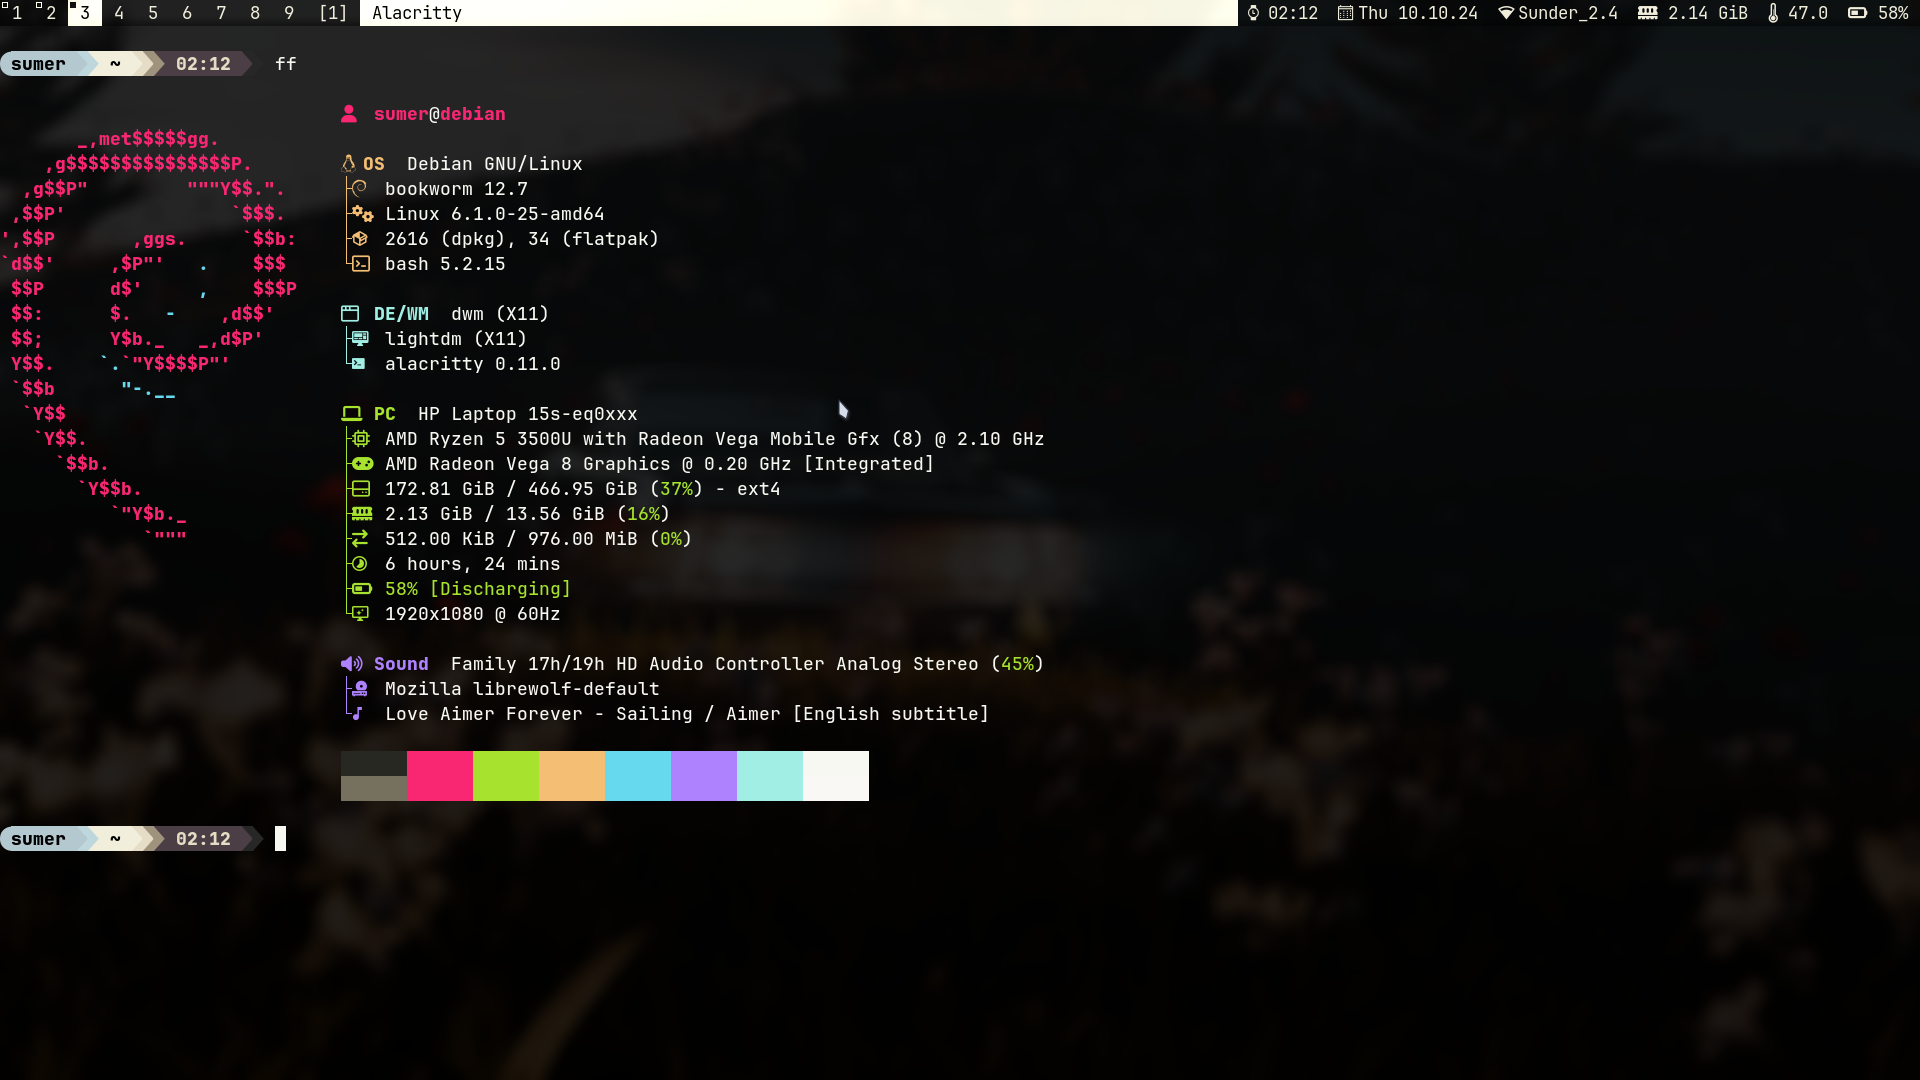 1 2 3 4 5 6 7 8 9 [1] Alacritty 02:12 Thu 10.10.24 Sunder_2.4 2.14 GiB 47.0 58%
sumer ~ 02:12 ff
sumer@debian
_,met$$$$$gg.
,g$$$$$$$$$$$$$$$P.
,g$$P" """Y$$.".
,$$P' `$$$.
',$$P ,ggs. `$$b:
`d$$' ,$P"' . $$$
$$P d$' , $$$P
$$: $. - ,d$$'
$$; Y$b._ _,d$P'
Y$$. `.`"Y$$$$P"'
`$$b "-.__
`Y$$
`Y$$.
`$$b.
`Y$$b.
`"Y$b._
`"""
OS Debian GNU/Linux
bookworm 12.7
Linux 6.1.0-25-amd64
2616 (dpkg), 34 (flatpak)
bash 5.2.15
DE/WM dwm (X11)
lightdm (X11)
alacritty 0.11.0
PC HP Laptop 15s-eq0xxx
AMD Ryzen 5 3500U with Radeon Vega Mobile Gfx (8) @ 2.10 GHz
AMD Radeon Vega 8 Graphics @ 0.20 GHz [Integrated]
172.81 GiB / 466.95 GiB (37%) - ext4
2.13 GiB / 13.56 GiB (16%)
512.00 KiB / 976.00 MiB (0%)
6 hours, 24 mins
58% [Discharging]
1920x1080 @ 60Hz
Sound Family 17h/19h HD Audio Controller Analog Stereo (45%)
Mozilla librewolf-default
Love Aimer Forever - Sailing / Aimer [English subtitle]
sumer ~ 02:12